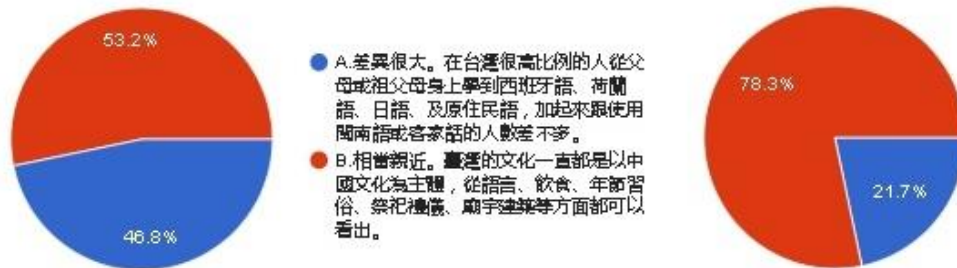 53.2%
46.8%
A.差異很大。在台灣很高比例的人從父
母或祖父母身上學到西班牙語、荷蘭
語、日語、及原住民語，加起來跟使用
閩南語或客家話的人數差不多。
B.相當親近。臺灣的文化一直都是以中
國文化為主體，從語言、飲食、年節習
俗、祭祀禮儀、廟宇建築等方面都可以
看出。
78.3%
21.7%